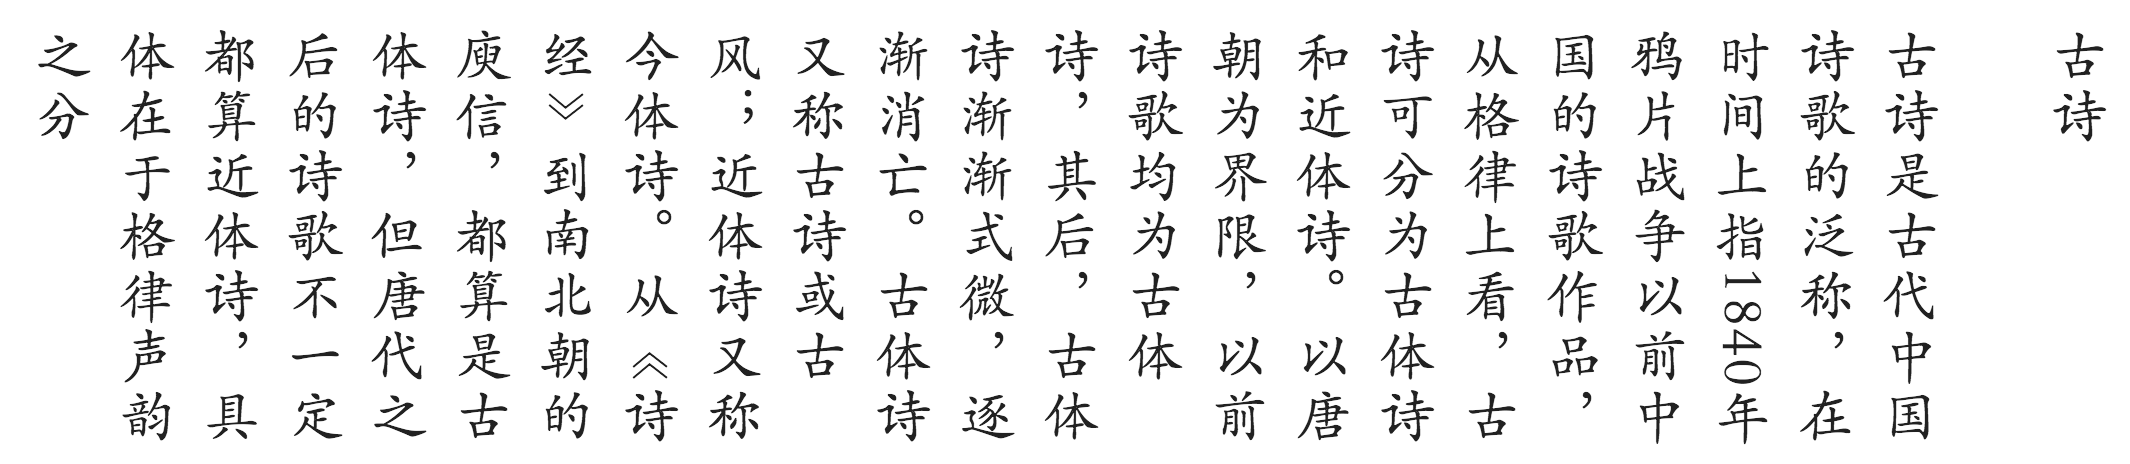 古诗
古诗是古代中国
诗歌的泛称，在
时间上指1840年
鸦片战争以前中
国的诗歌作品，
从格律上看，古
诗可分为古体诗
和近体诗。以唐
朝为界限，以前
诗歌均为古体
诗，其后，古体
诗渐渐式微，逐
渐消亡。古体诗
又称古诗或古
风；近体诗又称
今体诗。从《诗
经》到南北朝的
庾信，都算是古
体诗，但唐代之
后的诗歌不一定
都算近体诗，具
体在于格律声韵
之分